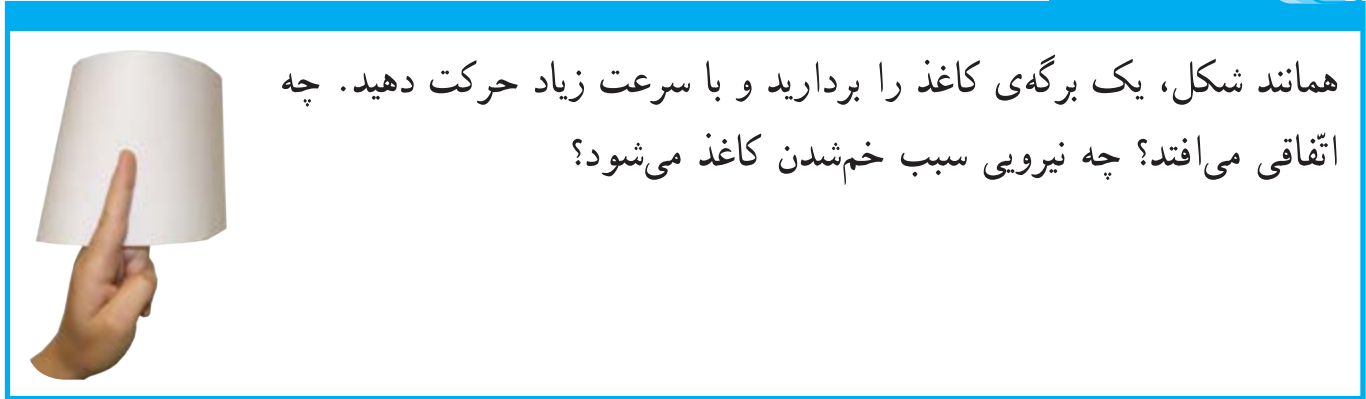 همانند شکل، یک برگه‌ی کاغذ را بردارید و با سرعت زیاد حرکت دهید. چه
اتّفاقی می‌افتد؟ چه نیرویی سبب خم‌شدن کاغذ می‌شود؟